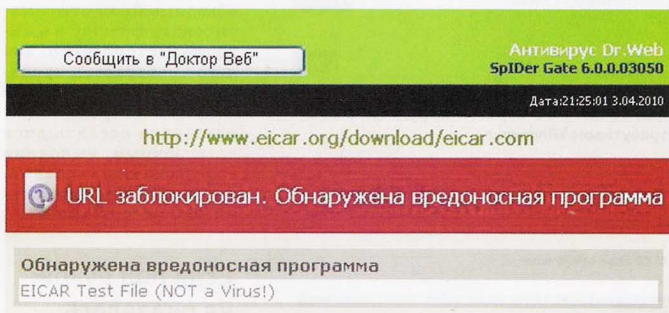 Сообщить в "Доктор Веб"
Антивирус Dr.Web
SpIDer Gate 6.0.0.03050
Дата:21:25:01 3.04.2010
http://www.eicar.org/download/eicar.com
URL заблокирован. Обнаружена вредоносная программа
Обнаружена вредоносная программа
EICAR Test File (NOT a Virus!)